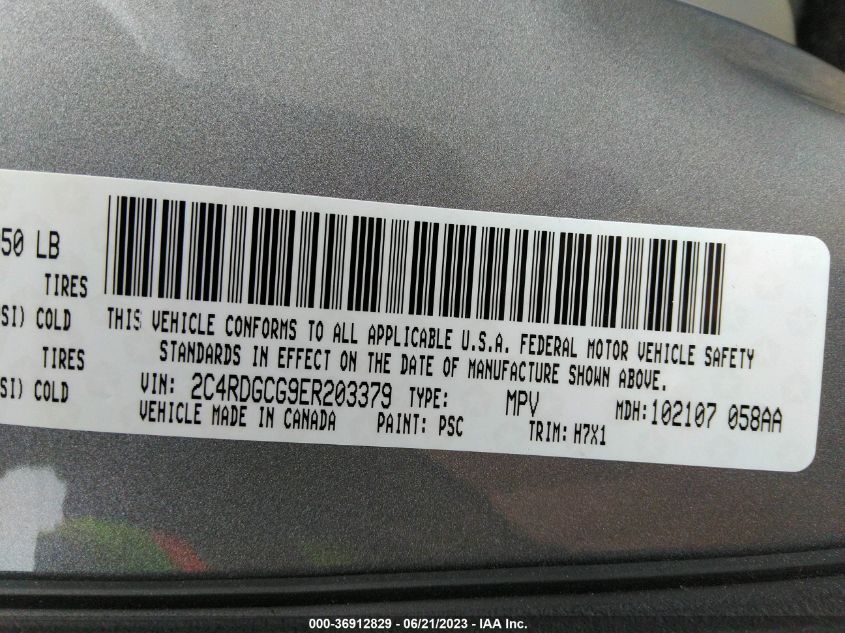 50 LB
TIRES
SI) COLD
TIRES
SI) COLD
THIS VEHICLE CONFORMS TO ALL APPLICABLE U.S.A. FEDERAL MOTOR VEHICLE SAFETY
STANDARDS IN EFFECT ON THE DATE OF MANUFACTURE SHOWN ABOVE.
VIN: 2C4RDGCG9ER203379 TYPE: MPV MDH:102107 058AA
VEHICLE MADE IN CANADA PAINT: PSC TRIM: H7X1
000-36912829 - 06/21/2023 - IAA Inc.